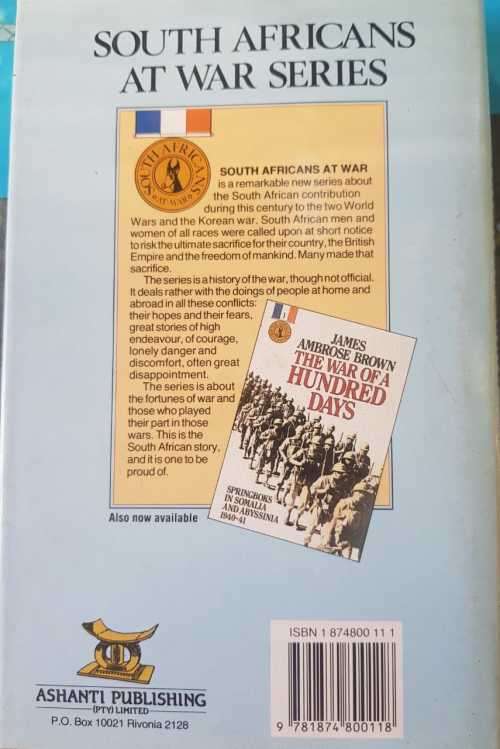 SOUTH AFRICANS
AT WAR SERIES
SOUTH AFRICANS
AT WAR
SOUTH AFRICANS AT WAR
is a remarkable new series about
the South African contribution
during this century to the two World
Wars and the Korean war. South African men and
women of all races were called upon at short notice
to risk the ultimate sacrifice for their country, the British
Empire and the freedom of mankind. Many made that
sacrifice.
The series is a history of the war, though not official.
It deals rather with the doings of people at home and
abroad in all these conflicts:
their hopes and their fears,
great stories of high
endeavour, of courage,
lonely danger and
discomfort, often great
disappointment.
The series is about
the fortunes of war and
those who played
their part in those
wars. This is the
South African story,
and it is one to be
proud of.
1
JAMES
AMBROSE BROWN
THE WAR OF A
HUNDRED
DAYS
SPRINGBOKS
IN SOMALIA
AND ABYSSINIA
1940-41
Also now available
ASHANTI PUBLISHING
(PTY) LIMITED
P.O. Box 10021 Rivonia 2128
ISBN 1 874800 11 1
9 781874 800118